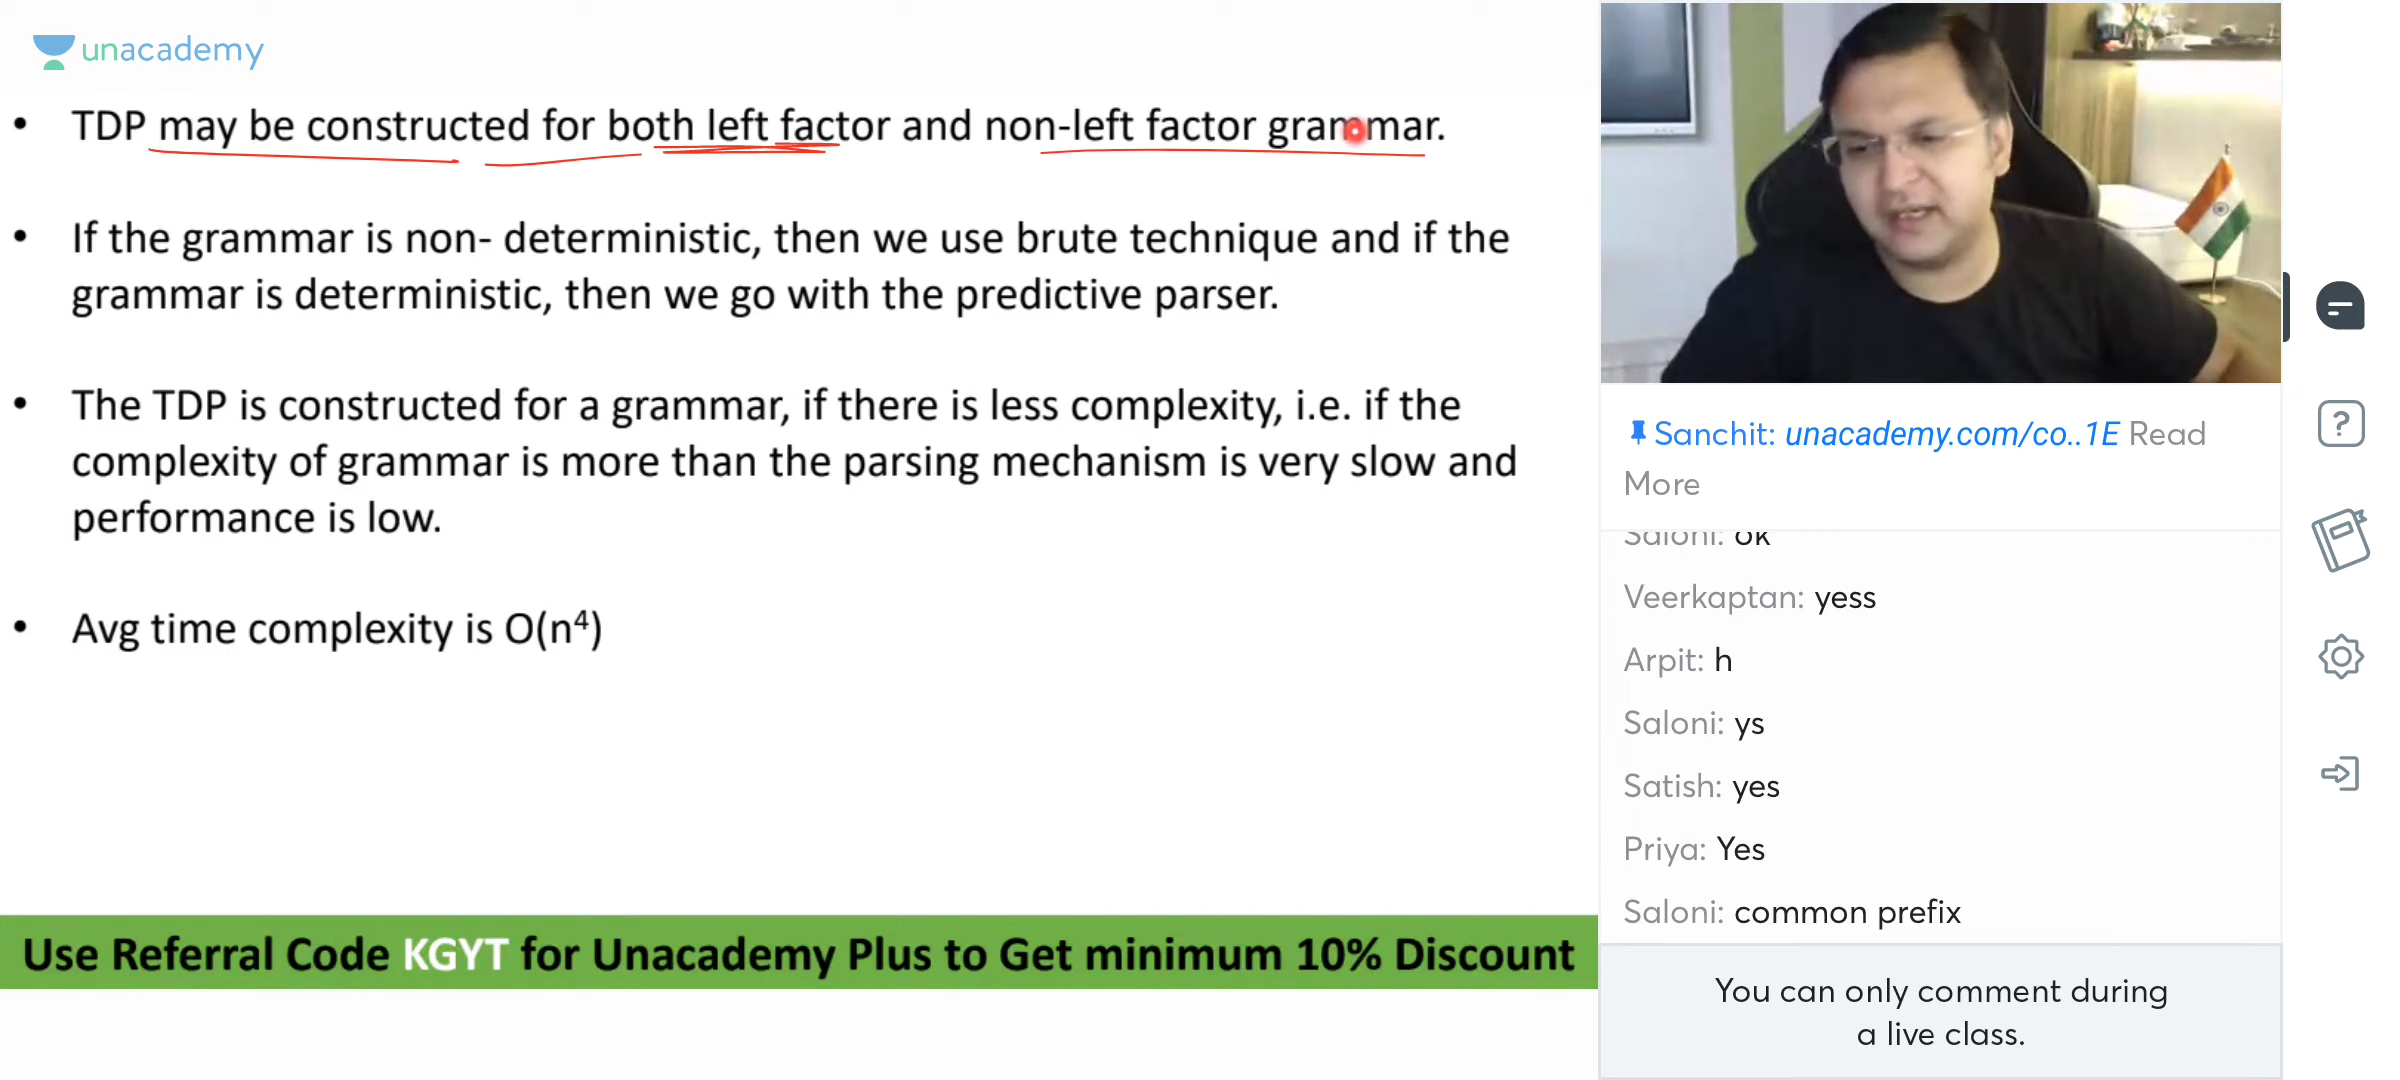 unacademy
• TDP may be constructed for both left factor and non-left factor grammar.
• If the grammar is non- deterministic, then we use brute technique and if the
grammar is deterministic, then we go with the predictive parser.
• The TDP is constructed for a grammar, if there is less complexity, i.e. if the
complexity of grammar is more than the parsing mechanism is very slow and
performance is low.
• Avg time complexity is O(n⁴)
Use Referral Code KGYT for Unacademy Plus to Get minimum 10% Discount
Sanchit: unacademy.com/co..1E Read
More
Saloni: ok
Veerkaptan: yess
Arpit: h
Saloni: ys
Satish: yes
Priya: Yes
Saloni: common prefix
You can only comment during
a live class.